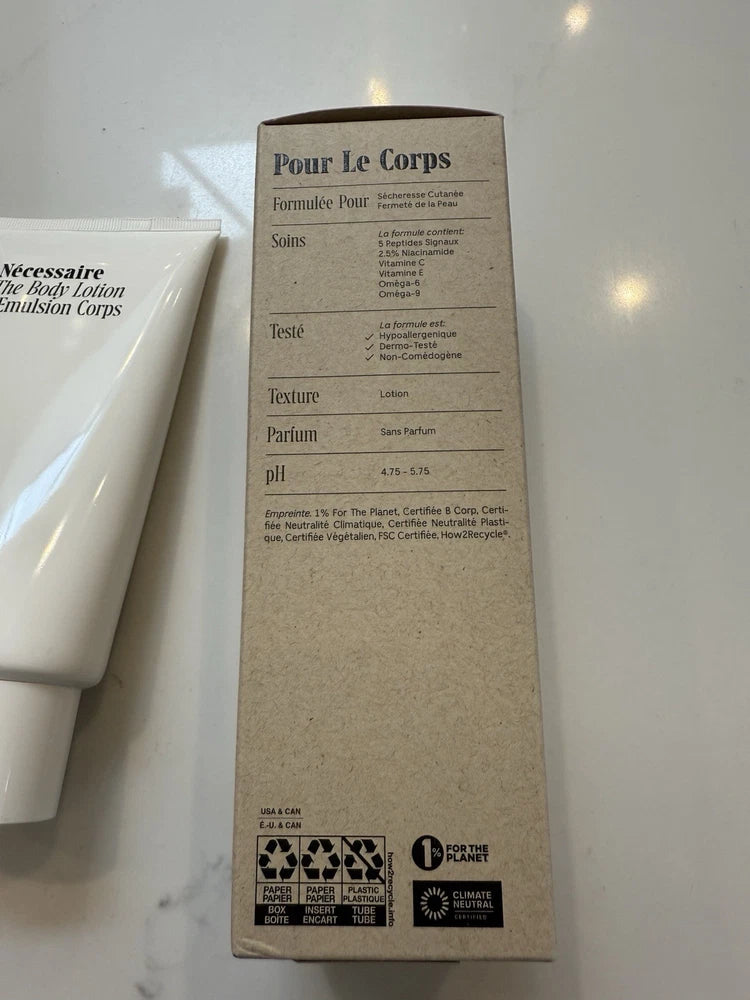 Nécessaire
The Body Lotion
Emulsion Corps
Pour Le Corps
Formulée Pour
Sécheresse Cutanée
Fermeté de la Peau
Soins
La formule contient:
5 Peptides Signaux
2.5% Niacinamide
Vitamine C
Vitamine E
Oméga-6
Oméga-9
Testé
La formule est:
✓ Hypoallergenique
✓ Dermo-Testé
✓ Non-Comédogène
Texture
Lotion
Parfum
Sans Parfum
pH
4.75 - 5.75
Empreinte. 1% For The Planet, Certifiée B Corp, Certi-
fiée Neutralité Climatique, Certifiée Neutralité Plasti-
que, Certifiée Végétalien, FSC Certifiée, How2Recycle®.
USA & CAN
É.-U. & CAN
PAPER
PAPIER
BOX
BOÎTE
PAPER
PAPIER
INSERT
ENCART
PLASTIC
PLASTIQUE
TUBE
TUBE
how2recycle.info
1%
FOR THE
PLANET
CLIMATE
NEUTRAL
CERTIFIED